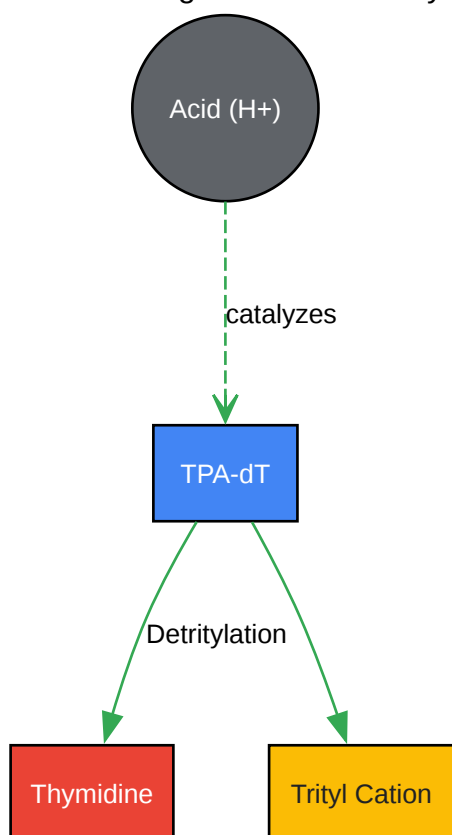 Acid (H+)
catalyzes
TPA-dT
Detritylation
Thymidine
Trityl Cation